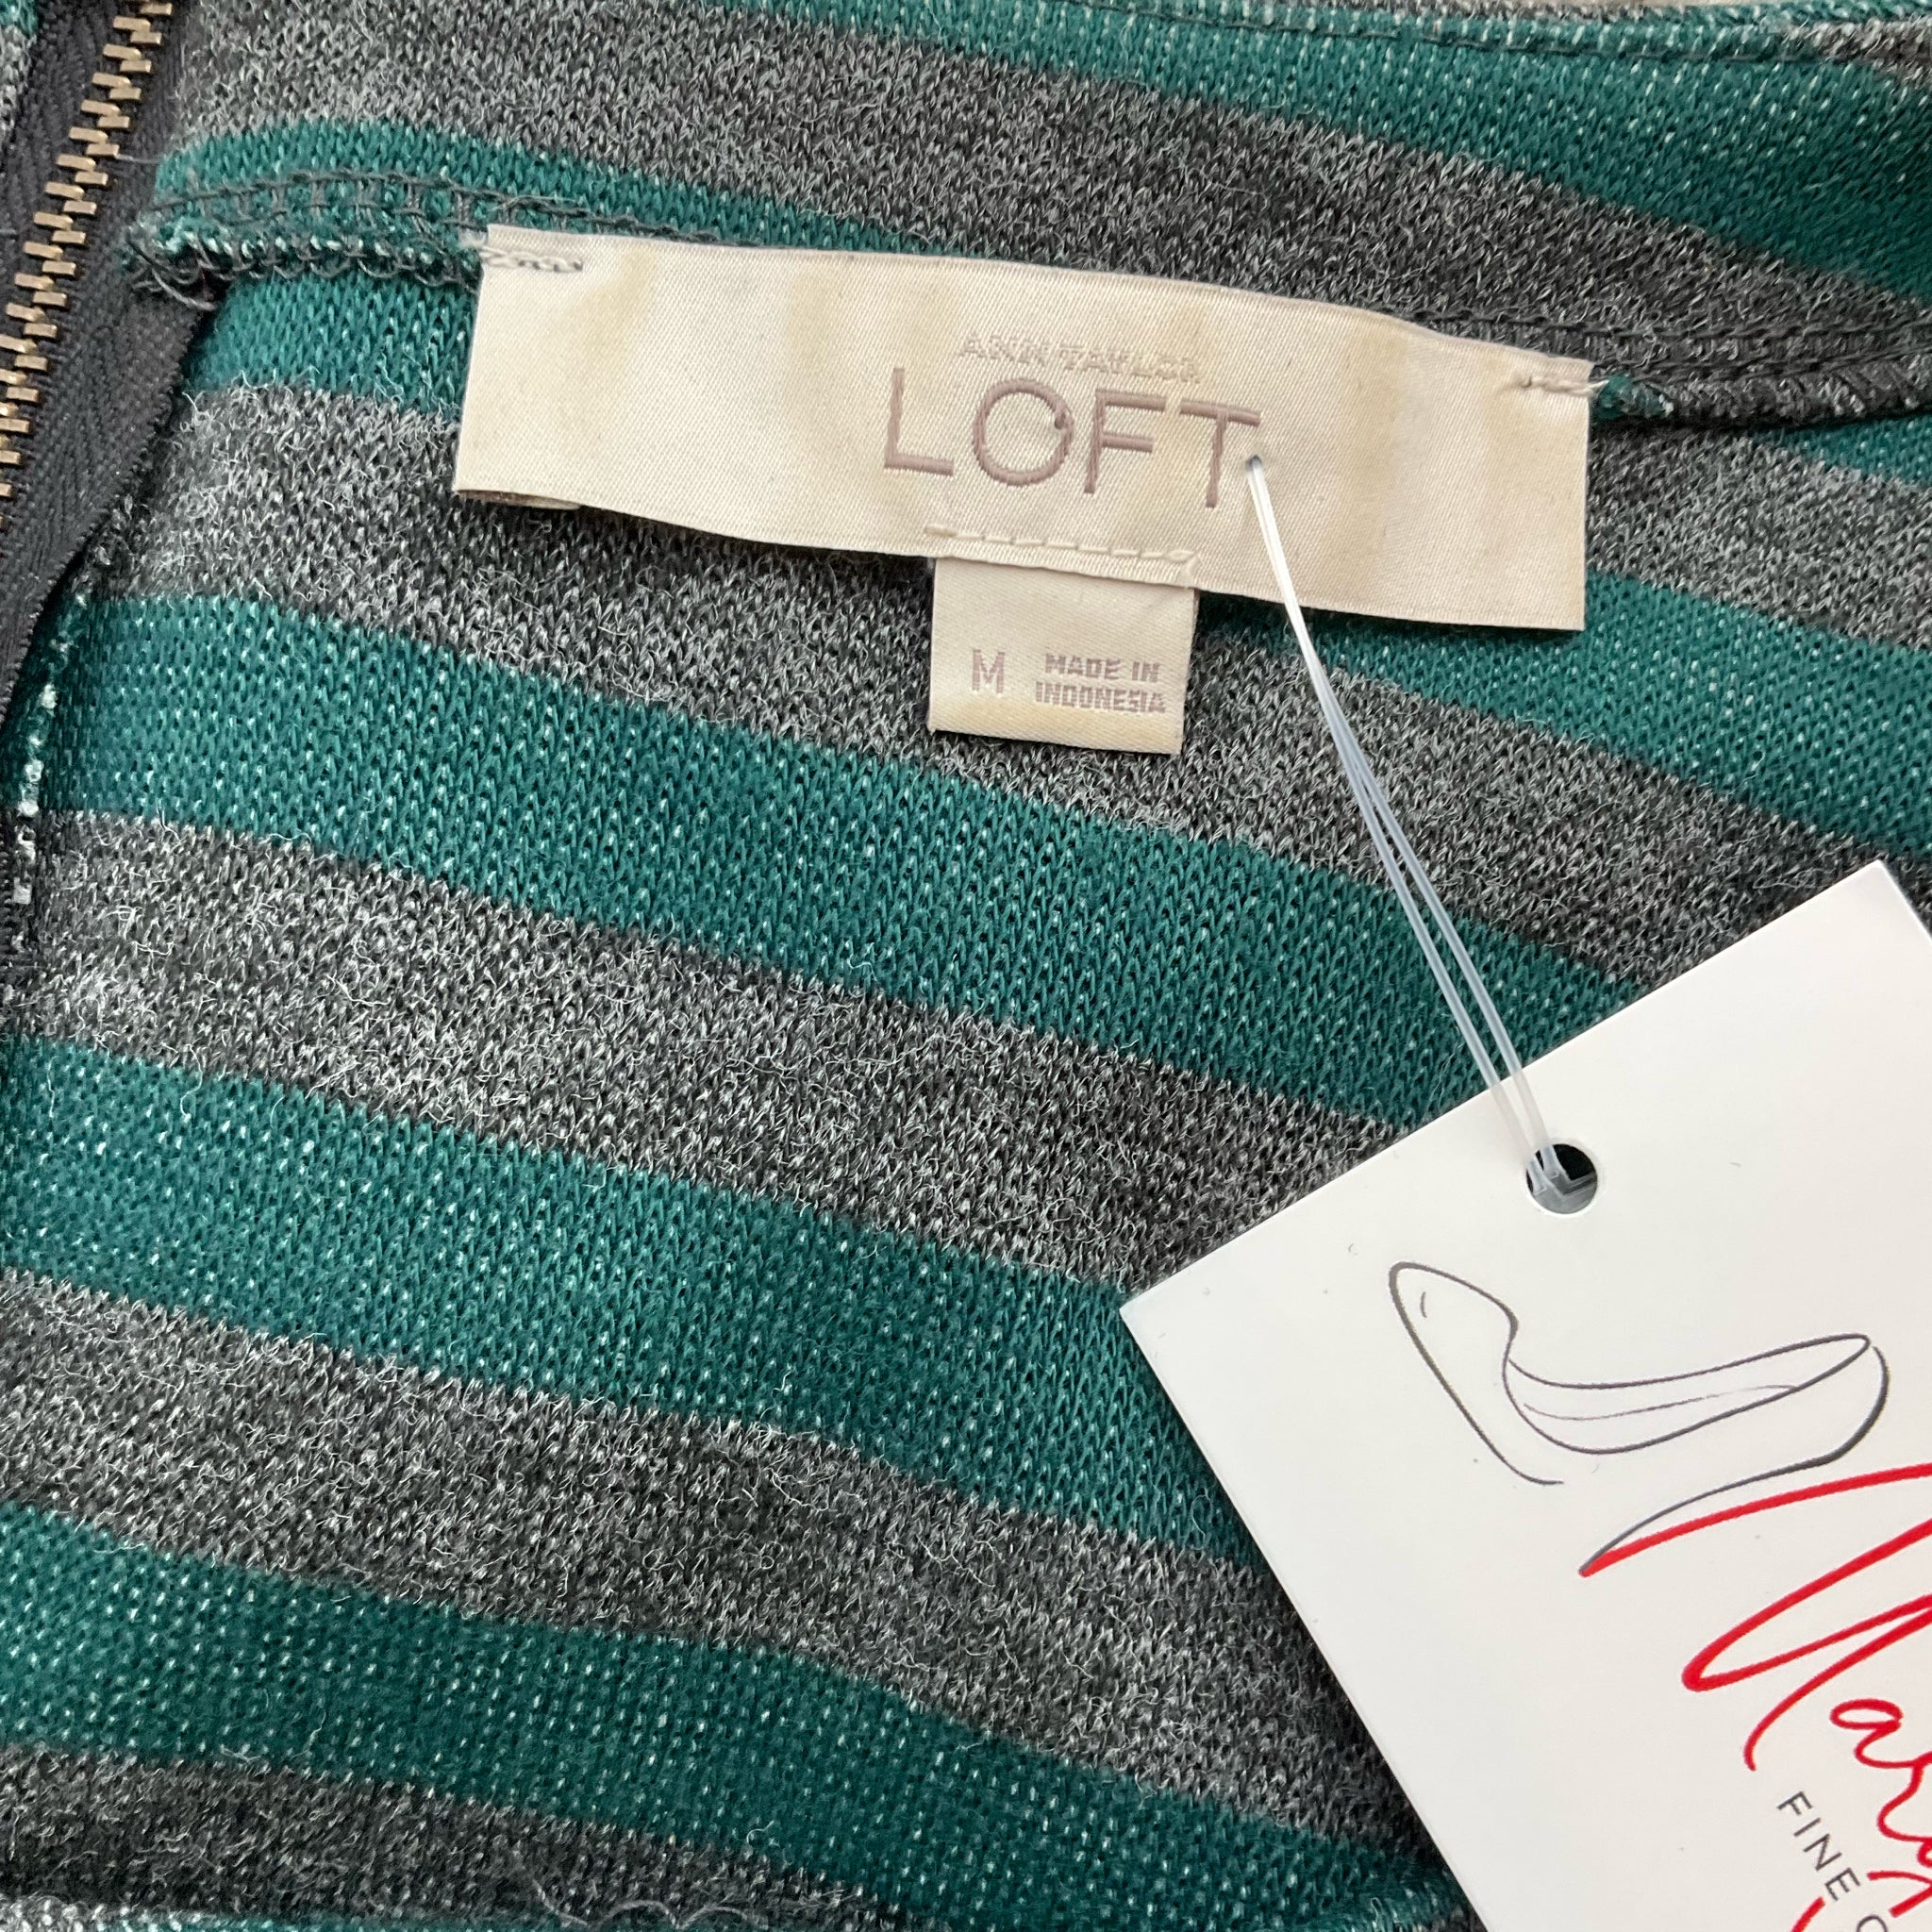 ANN TAYLOR
LOFT
M MADE IN
INDONESIA
FINE